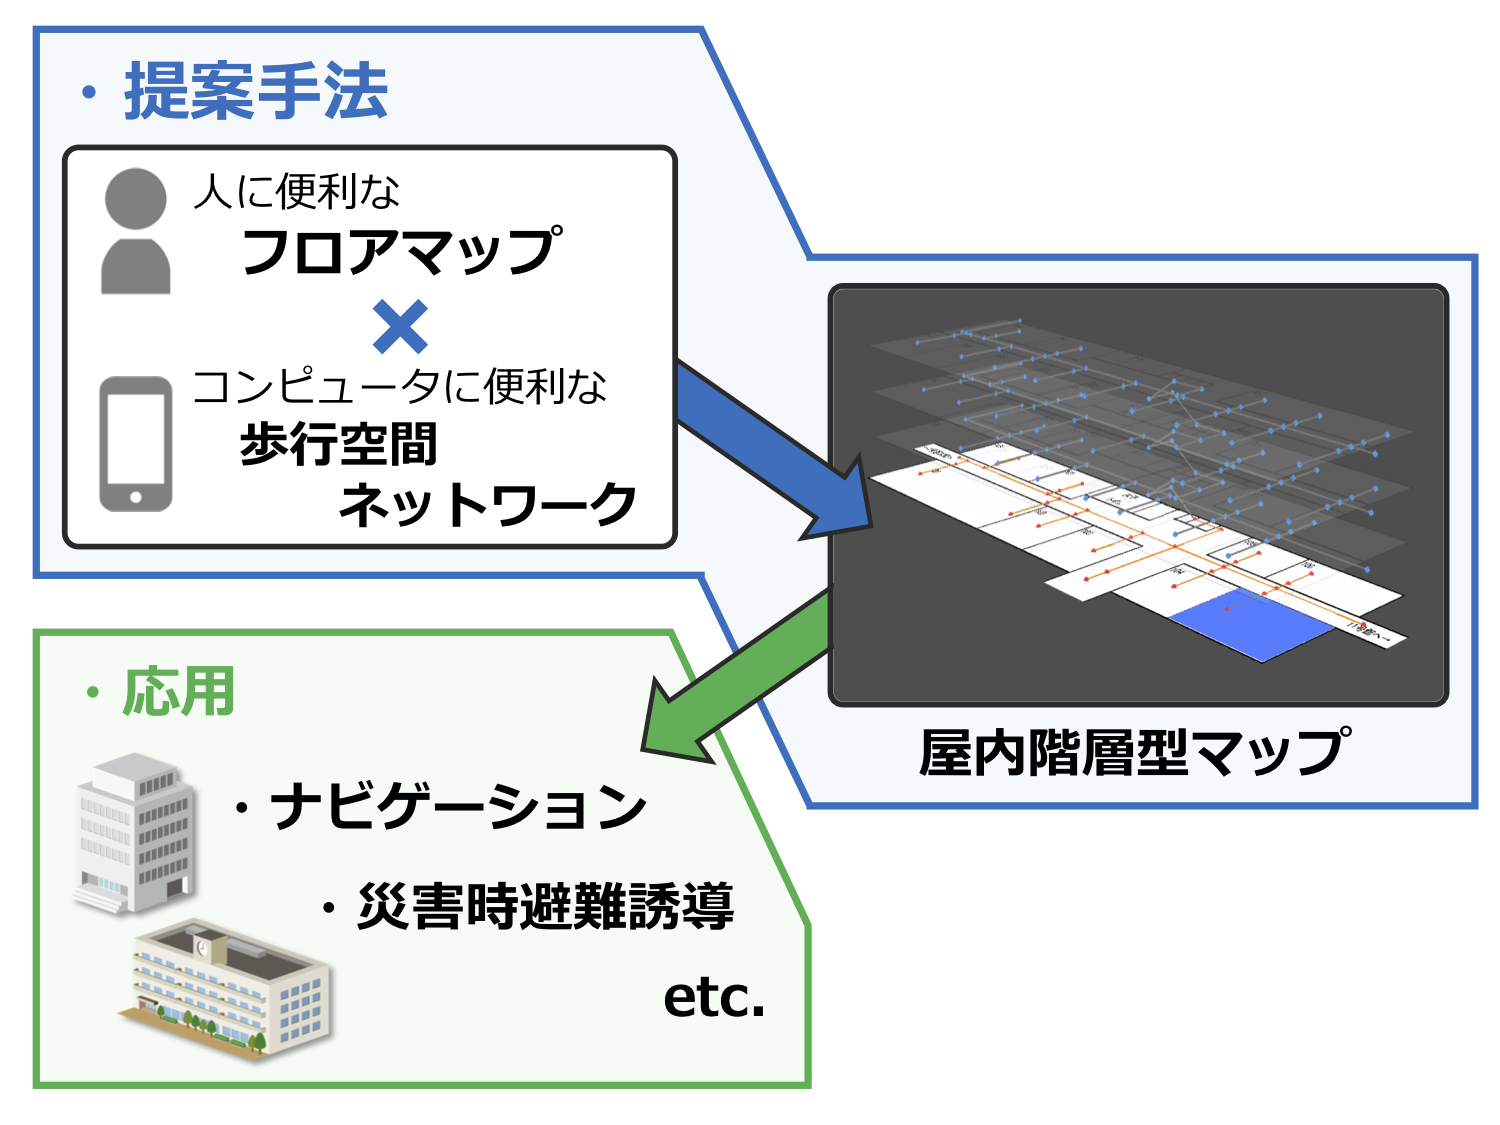 ・提案手法
人に便利な
フロアマップ
×
コンピュータに便利な
歩行空間
ネットワーク
屋内階層型マップ
・応用
・ナビゲーション
・災害時避難誘導
etc.